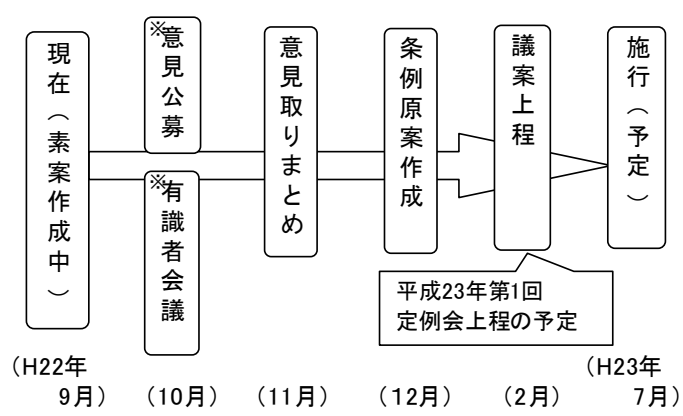 現在（素案作成中）
※意見公募
※有識者会議
意見取りまとめ
条例原案作成
議案上程
施行（予定）
平成23年第1回
定例会上程の予定
（H22年
9月）
（10月）
（11月）
（12月）
（2月）
（H23年
7月）